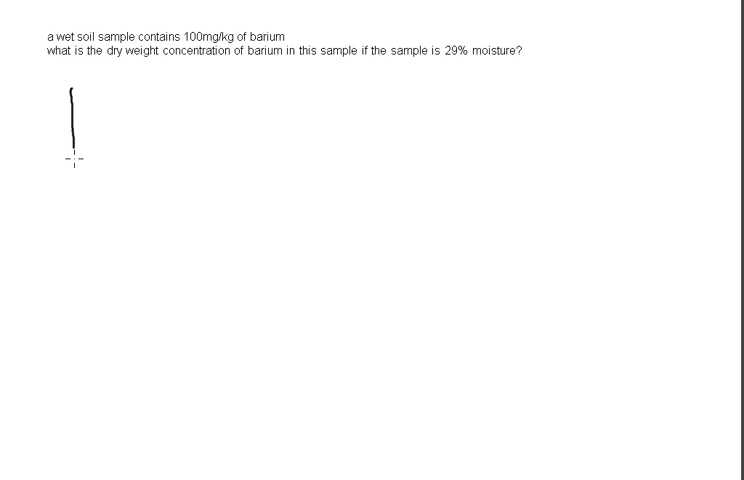 a wet soil sample contains 100mg/kg of barium
what is the dry weight concentration of barium in this sample if the sample is 29% moisture?